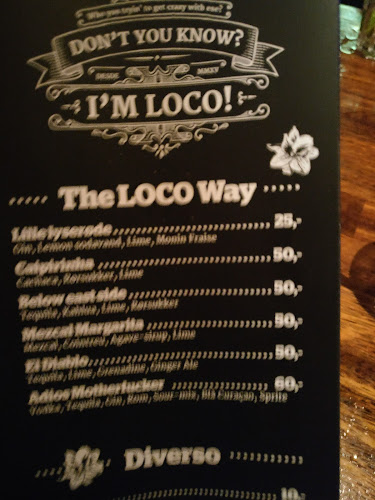 Who you tryin' to get crazy with ese?
DON'T YOU KNOW?
INSIDE MMXIV
I'M LOCO!
The LOCO Way
Lille lyserøde 25,-
Gin, Lemon sodavand, Lime, Monin Fraise
Caipirinha 50,-
Cachaca, Rørsukker, Lime
Below east side 50,-
Tequila, Kahlua, Lime, Rørsukker
Mezcal Margarita 50,-
Mezcal, Cointreau, Agave-sirup, Lime
El Diablo 50,-
Tequila, Lime, Grenadine, Ginger Ale
Adios Motherfucker 60,-
Vodka, Tequila, Gin, Rom, Sour-mix, Blå Curaçao, Sprite
Diverso